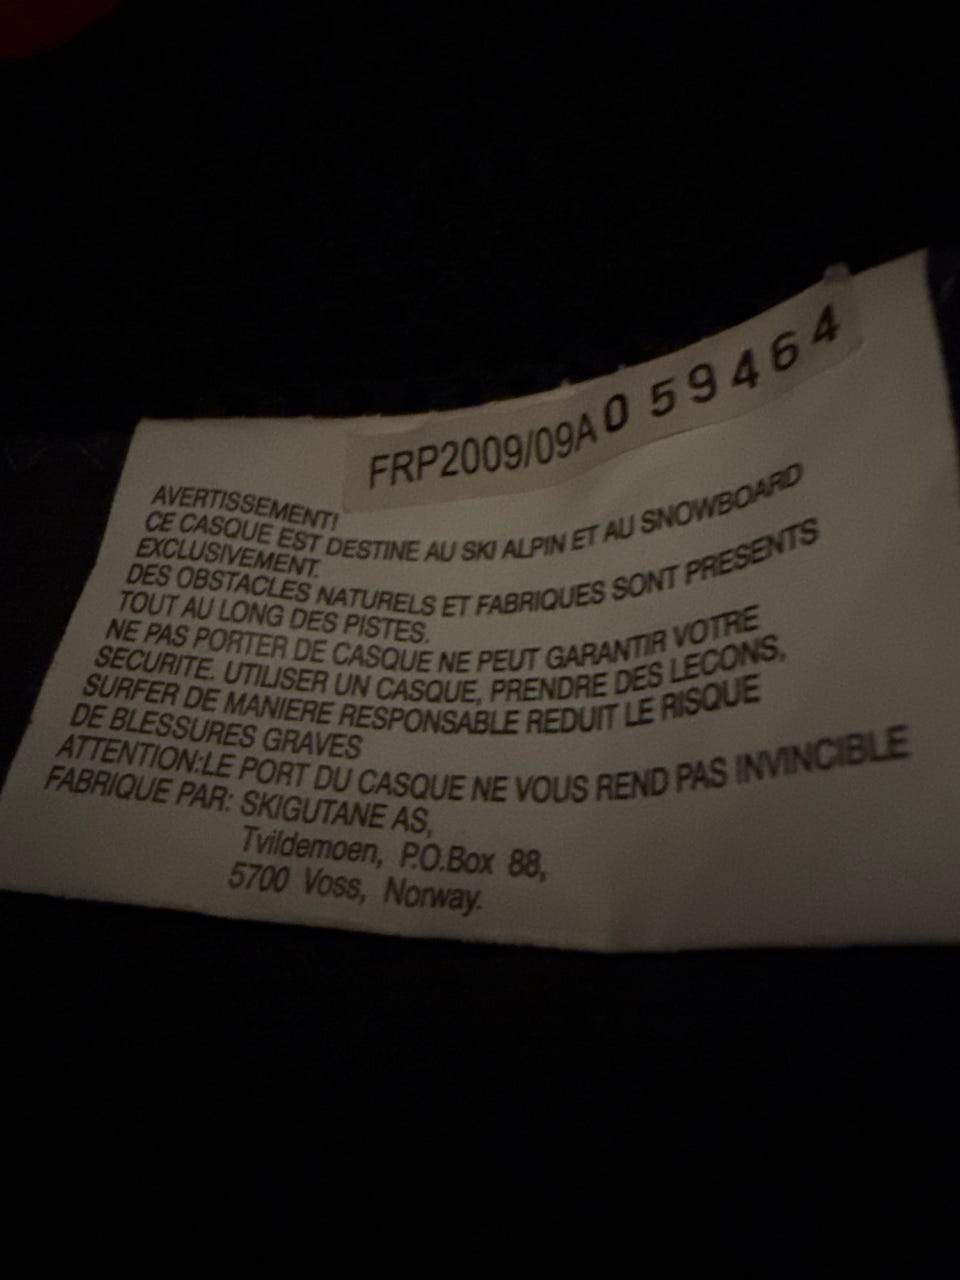 FRP2009/09A 059464
AVERTISSEMENT!
CE CASQUE EST DESTINE AU SKI ALPIN ET AU SNOWBOARD
EXCLUSIVEMENT.
DES OBSTACLES NATURELS ET FABRIQUES SONT PRESENTS
TOUT AU LONG DES PISTES.
NE PAS PORTER DE CASQUE NE PEUT GARANTIR VOTRE
SECURITE. UTILISER UN CASQUE, PRENDRE DES LECONS,
SURFER DE MANIERE RESPONSABLE REDUIT LE RISQUE
DE BLESSURES GRAVES
ATTENTION:LE PORT DU CASQUE NE VOUS REND PAS INVINCIBLE
FABRIQUE PAR: SKIGUTANE AS,
Tvildemoen, P.O.Box 88,
5700 Voss, Norway.